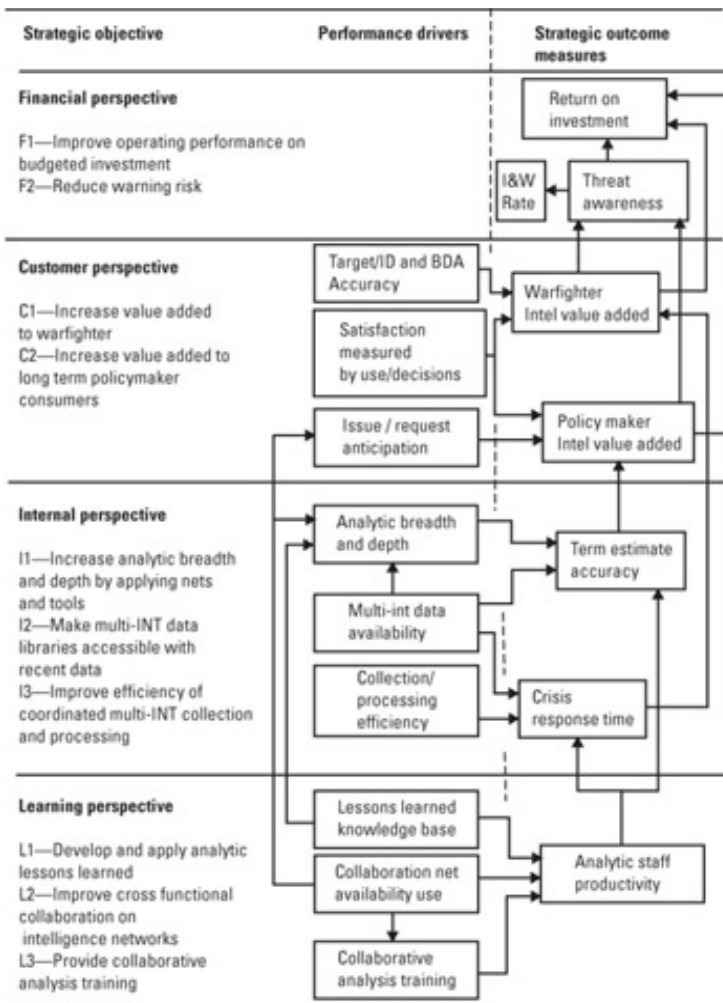 Strategic objective
Performance drivers
Strategic outcome
measures
Financial perspective
F1—Improve operating performance on
budgeted investment
F2—Reduce warning risk
Return on
investment
I&W
Rate
Threat
awareness
Customer perspective
C1—Increase value added
to warfighter
C2—Increase value added to
long term policymaker
consumers
Target/ID and BDA
Accuracy
Satisfaction
measured
by use/decisions
Issue / request
anticipation
Warfighter
Intel value added
Policy maker
Intel value added
Internal perspective
I1—Increase analytic breadth
and depth by applying nets
and tools
I2—Make multi-INT data
libraries accessible with
recent data
I3—Improve efficiency of
coordinated multi-INT collection
and processing
Analytic breadth
and depth
Multi-int data
availability
Collection/
processing
efficiency
Term estimate
accuracy
Crisis
response time
Learning perspective
L1—Develop and apply analytic
lessons learned
L2—Improve cross functional
collaboration on
intelligence networks
L3—Provide collaborative
analysis training
Lessons learned
knowledge base
Collaboration net
availability use
Collaborative
analysis training
Analytic staff
productivity